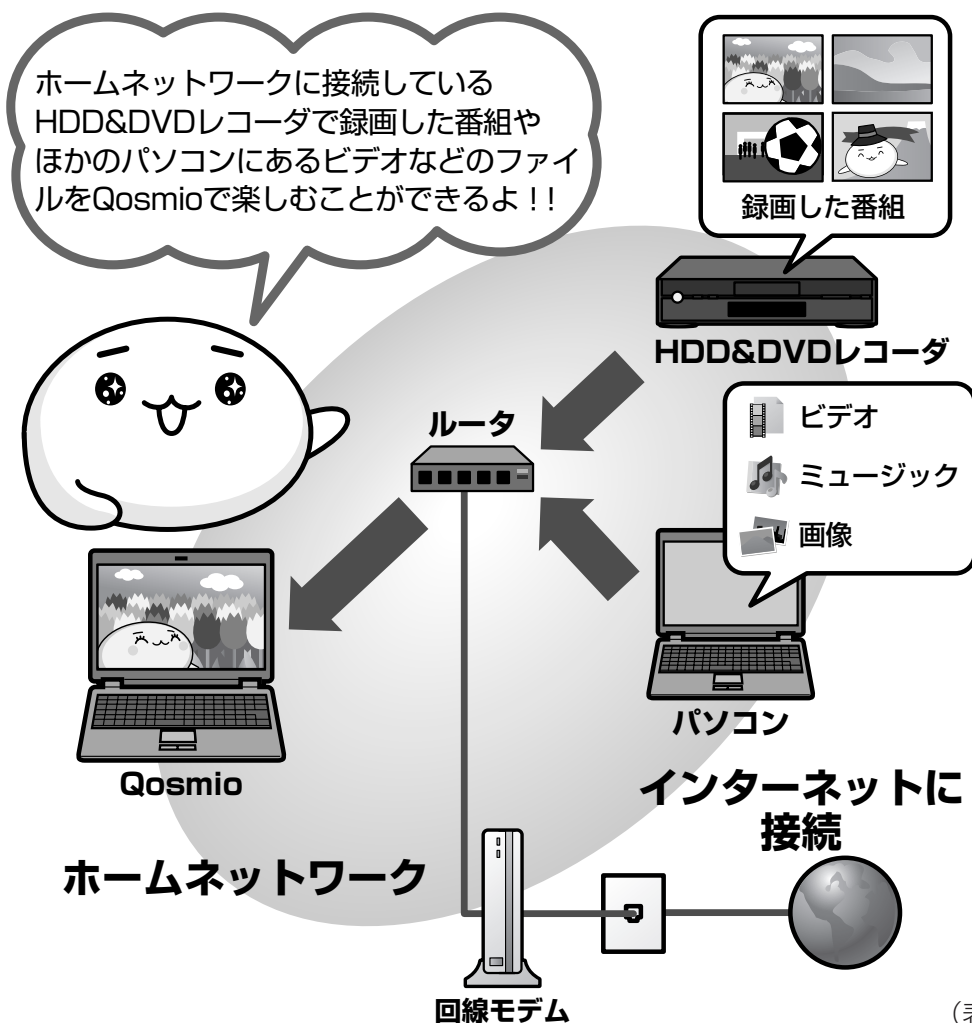 ホームネットワークに接続している
HDD&DVDレコーダで録画した番組や
ほかのパソコンにあるビデオなどのファイ
ルをQosmioで楽しむことができるよ!!
録画した番組
HDD&DVDレコーダ
ルータ
ビデオ
ミュージック
画像
パソコン
Qosmio
インターネットに
接続
ホームネットワーク
回線モデム
(表